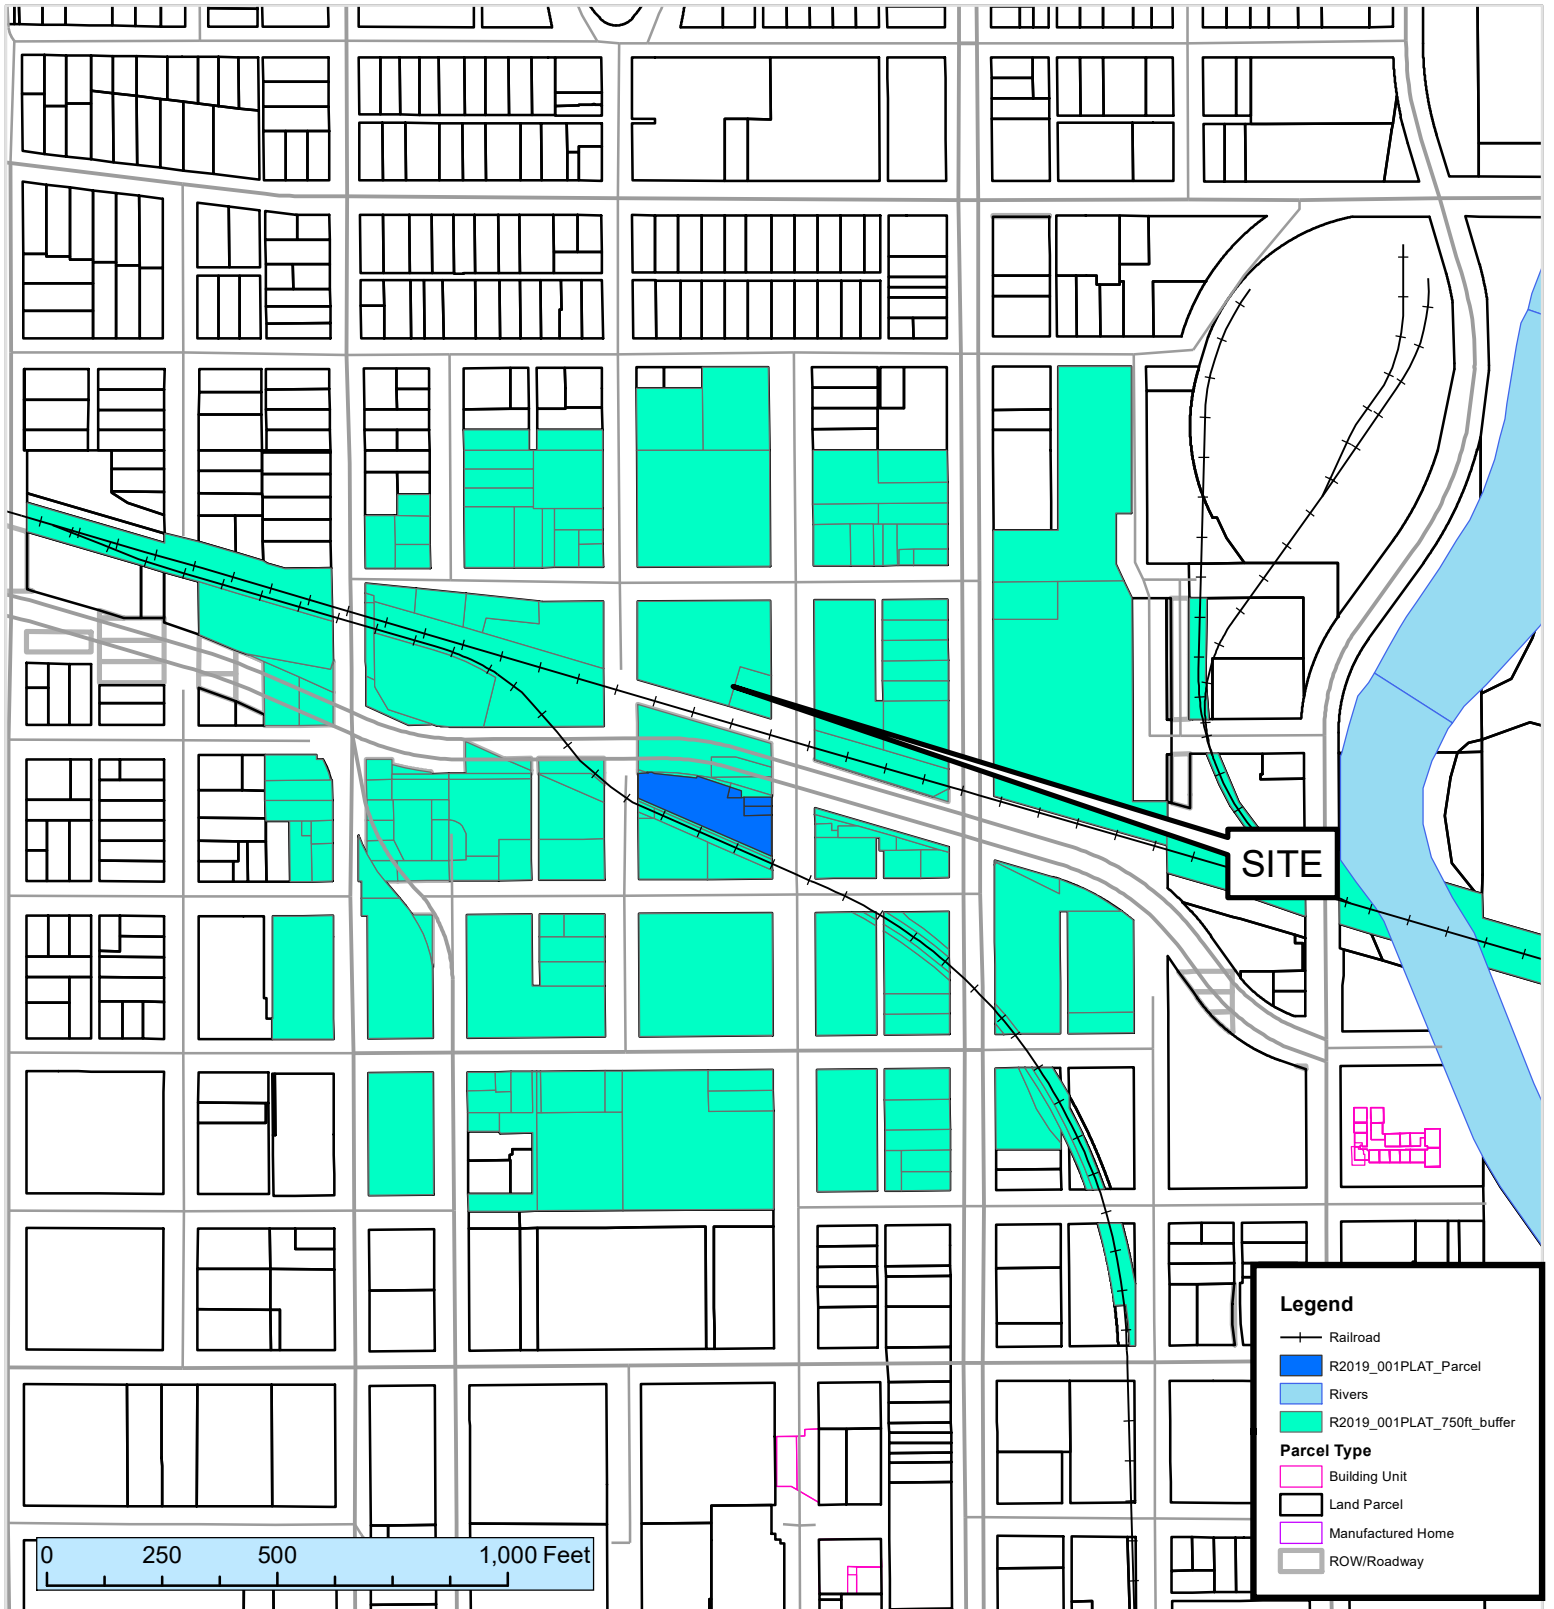 SITE
Legend
Railroad
R2019_001PLAT_Parcel
Rivers
R2019_001PLAT_750ft_buffer
Parcel Type
Building Unit
Land Parcel
Manufactured Home
ROW/Roadway
0 250 500 1,000 Feet